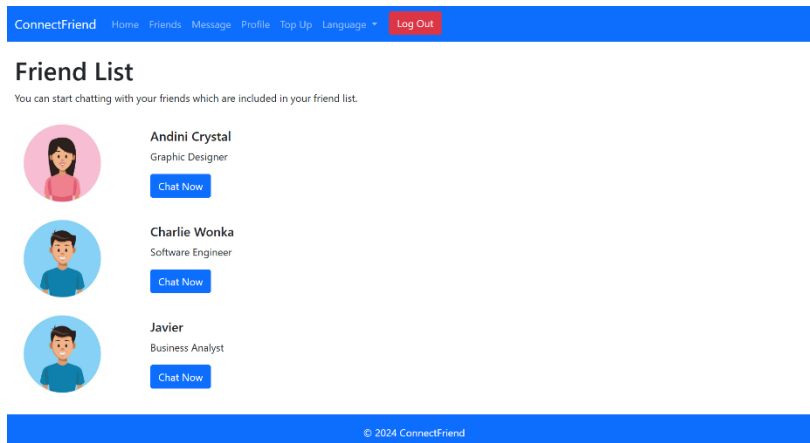 ConnectFriend Home Friends Message Profile Top Up Language Log Out
Friend List
You can start chatting with your friends which are included in your friend list.
Andini Crystal
Graphic Designer
Chat Now
Charlie Wonka
Software Engineer
Chat Now
Javier
Business Analyst
Chat Now
© 2024 ConnectFriend